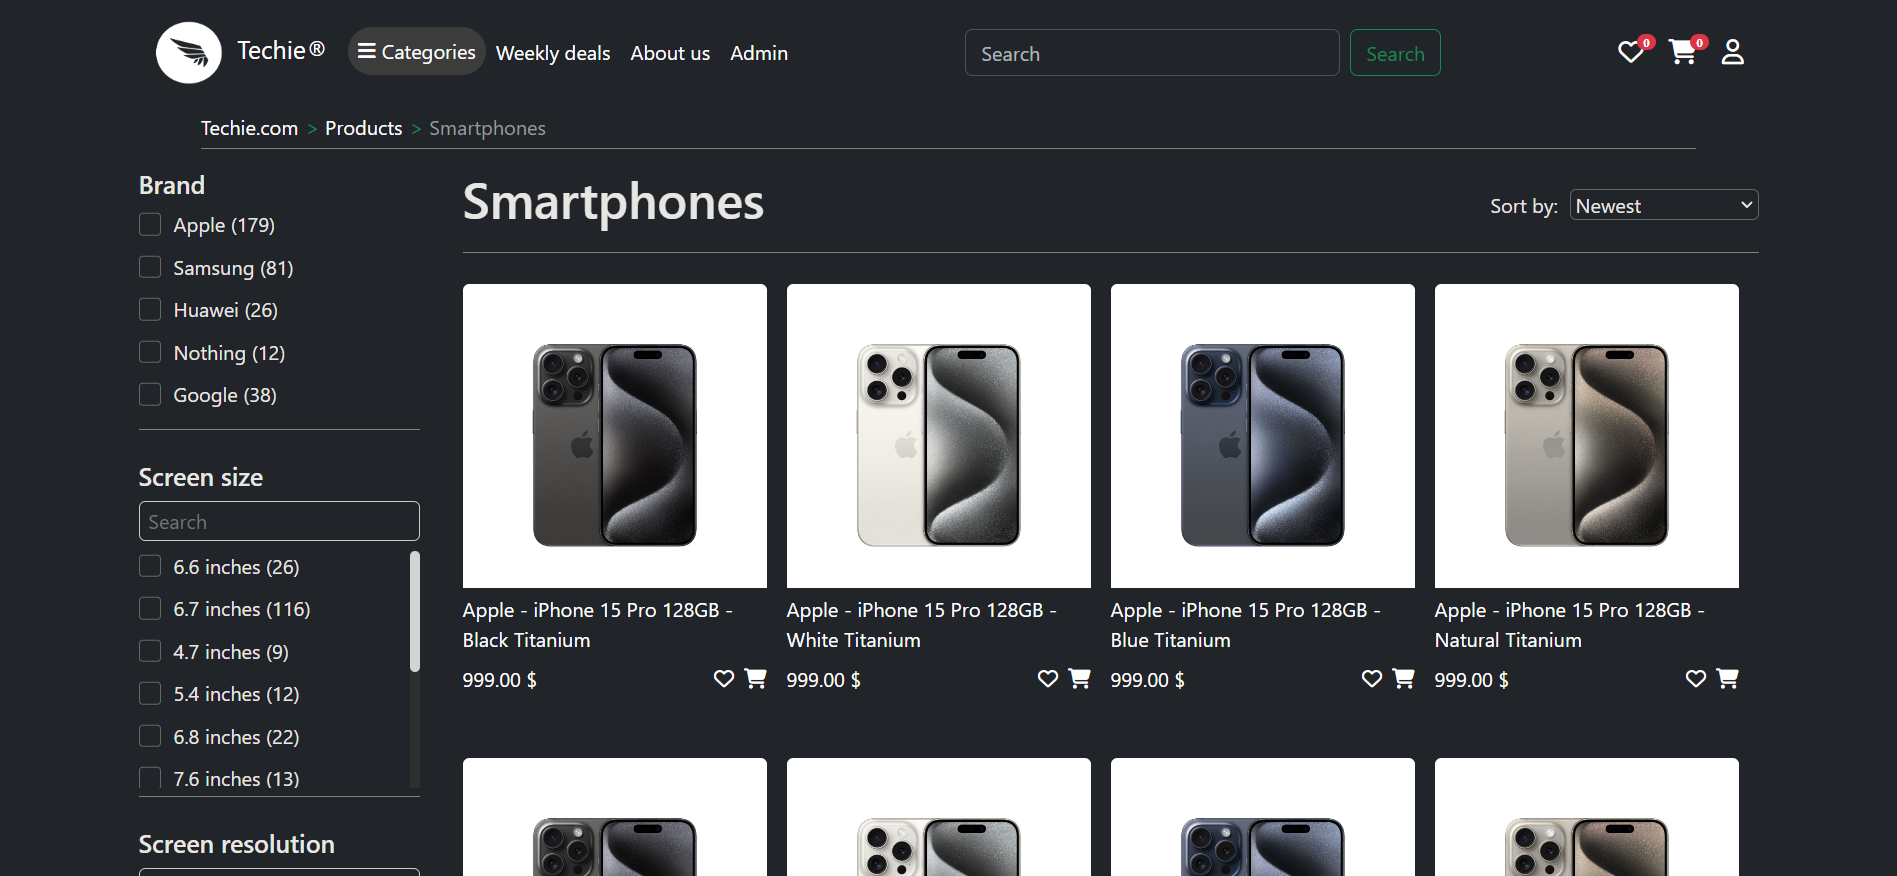 Techie®
Categories
Weekly deals
About us
Admin
Search
Search
0
0
Techie.com > Products > Smartphones
Brand
Apple (179)
Samsung (81)
Huawei (26)
Nothing (12)
Google (38)
Screen size
Search
6.6 inches (26)
6.7 inches (116)
4.7 inches (9)
5.4 inches (12)
6.8 inches (22)
7.6 inches (13)
Screen resolution
Smartphones
Sort by:
Newest
Apple - iPhone 15 Pro 128GB -
Black Titanium
999.00 $
Apple - iPhone 15 Pro 128GB -
White Titanium
999.00 $
Apple - iPhone 15 Pro 128GB -
Blue Titanium
999.00 $
Apple - iPhone 15 Pro 128GB -
Natural Titanium
999.00 $